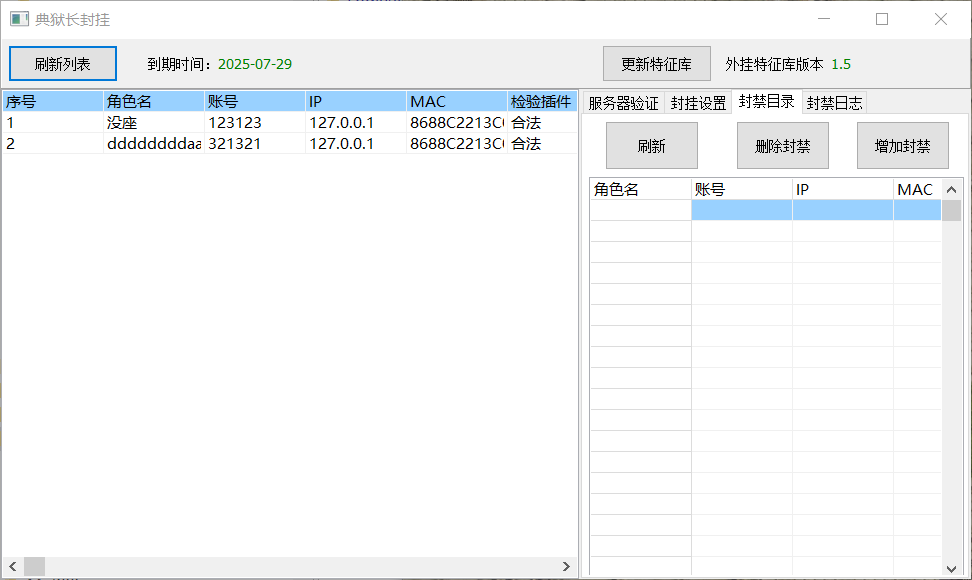 典狱长封挂
刷新列表 到期时间：2025-07-29 更新特征库 外挂特征库版本 1.5
序号 角色名 账号 IP MAC 检验插件
1 没座 123123 127.0.0.1 8688C2213C 合法
2 ddddddddaa 321321 127.0.0.1 8688C2213C 合法
服务器验证 封挂设置 封禁目录 封禁日志
刷新 删除封禁 增加封禁
角色名 账号 IP MAC